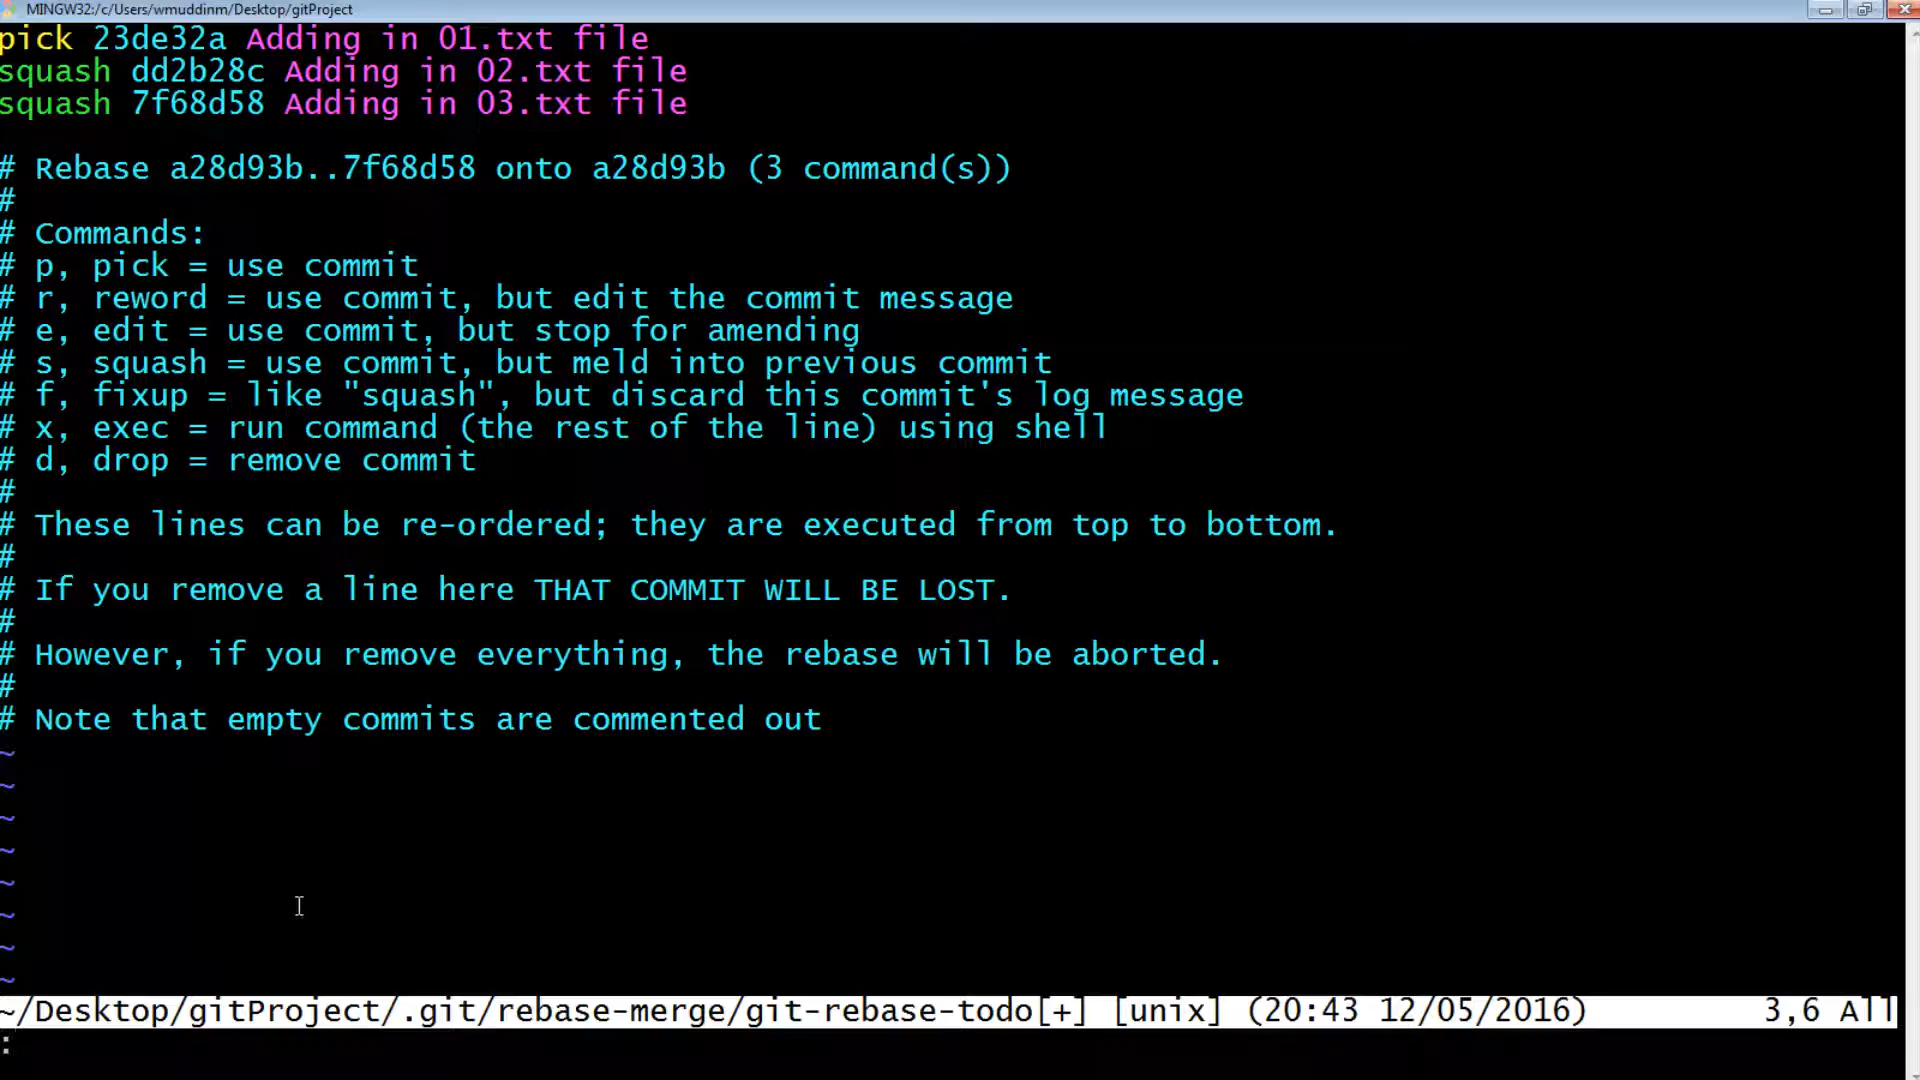 MINGW32:/c/Users/wmuddinm/Desktop/gitProject
pick 23de32a Adding in 01.txt file
squash dd2b28c Adding in 02.txt file
squash 7f68d58 Adding in 03.txt file
# Rebase a28d93b..7f68d58 onto a28d93b (3 command(s))
#
# Commands:
# p, pick = use commit
# r, reword = use commit, but edit the commit message
# e, edit = use commit, but stop for amending
# s, squash = use commit, but meld into previous commit
# f, fixup = like "squash", but discard this commit's log message
# x, exec = run command (the rest of the line) using shell
# d, drop = remove commit
#
# These lines can be re-ordered; they are executed from top to bottom.
#
# If you remove a line here THAT COMMIT WILL BE LOST.
#
# However, if you remove everything, the rebase will be aborted.
#
# Note that empty commits are commented out
~
~
~
~
~
~
~
~
~/Desktop/gitProject/.git/rebase-merge/git-rebase-todo[+] [unix] (20:43 12/05/2016) 3,6 All
: